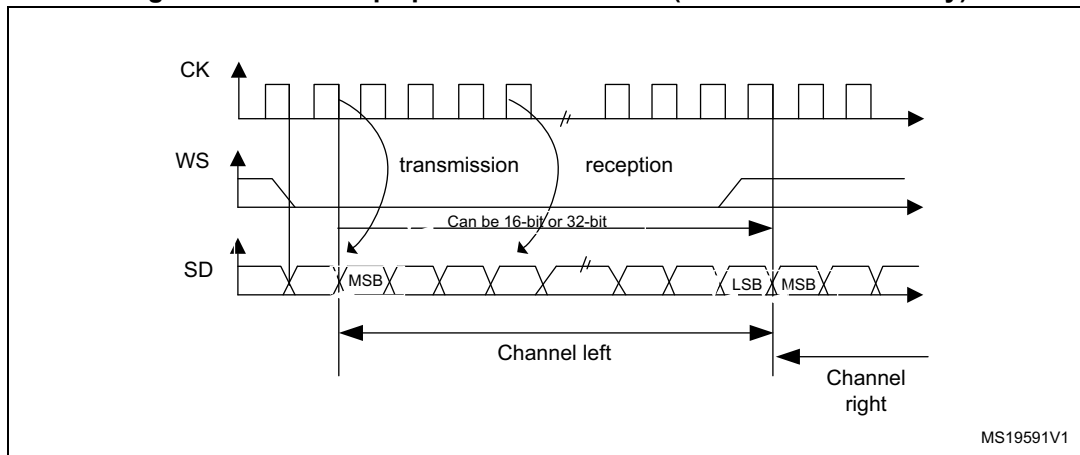 CK
WS
transmission
reception
Can be 16-bit or 32-bit
SD
MSB
LSB
MSB
Channel left
Channel
right
MS19591V1